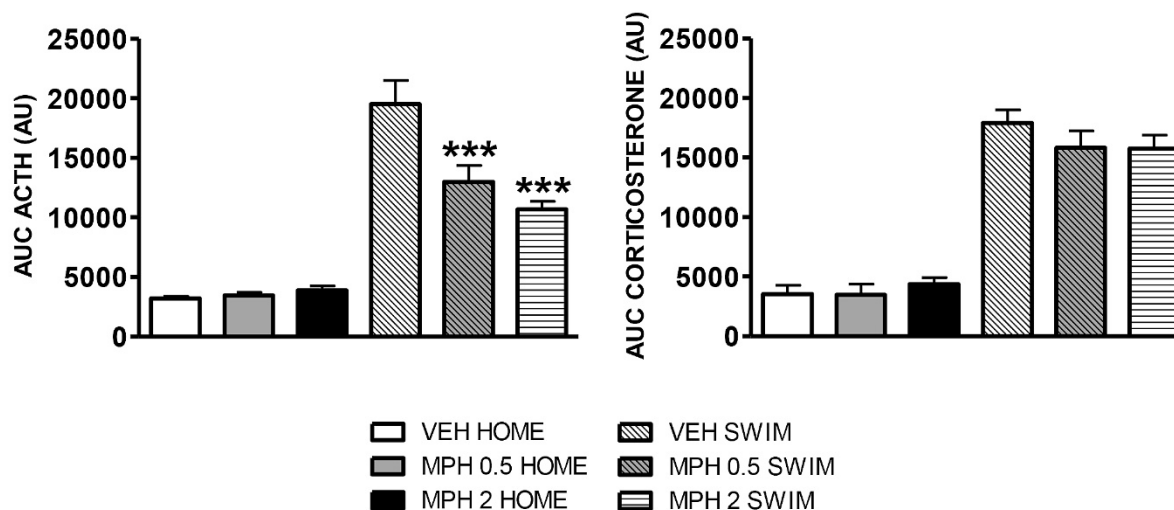 AUC ACTH (AU)
25000
20000
15000
10000
5000
0
***
***
AUC CORTICOSTERONE (AU)
25000
20000
15000
10000
5000
0
VEH HOME
MPH 0.5 HOME
MPH 2 HOME
VEH SWIM
MPH 0.5 SWIM
MPH 2 SWIM